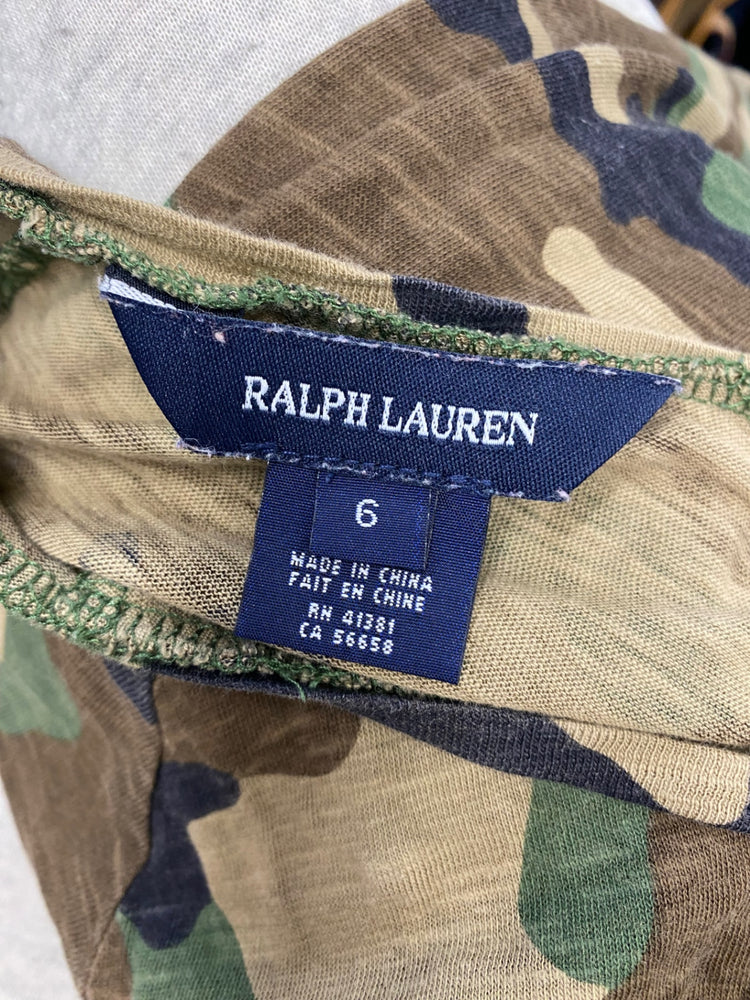 RALPH LAUREN
6
MADE IN CHINA
FAIT EN CHINE
RN 41381
CA 56658